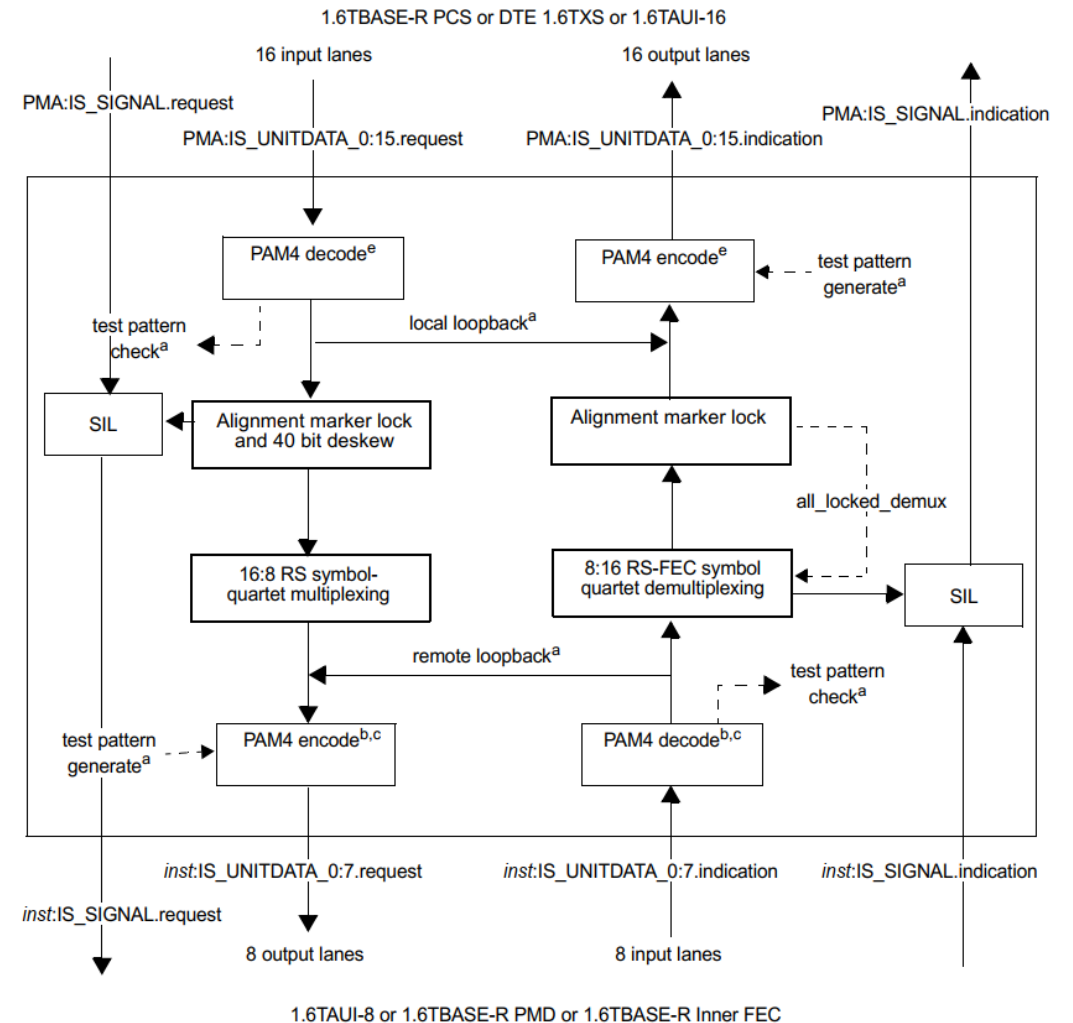 1.6TBASE-R PCS or DTE 1.6TXS or 1.6TAUI-16
16 input lanes
16 output lanes
PMA:IS_SIGNAL.request
PMA:IS_SIGNAL.indication
PMA:IS_UNITDATA_0:15.request
PMA:IS_UNITDATA_0:15.indication
PAM4 decodee
PAM4 encodee
test pattern
generatea
test pattern
checka
local loopbacka
SIL
Alignment marker lock
and 40 bit deskew
Alignment marker lock
all_locked_demux
16:8 RS symbol-
quartet multiplexing
8:16 RS-FEC symbol
quartet demultiplexing
SIL
remote loopbacka
test pattern
checka
test pattern
generatea
PAM4 encodeb,c
PAM4 decodeb,c
inst:IS_UNITDATA_0:7.request
inst:IS_UNITDATA_0:7.indication
inst:IS_SIGNAL.indication
inst:IS_SIGNAL.request
8 output lanes
8 input lanes
1.6TAUI-8 or 1.6TBASE-R PMD or 1.6TBASE-R Inner FEC